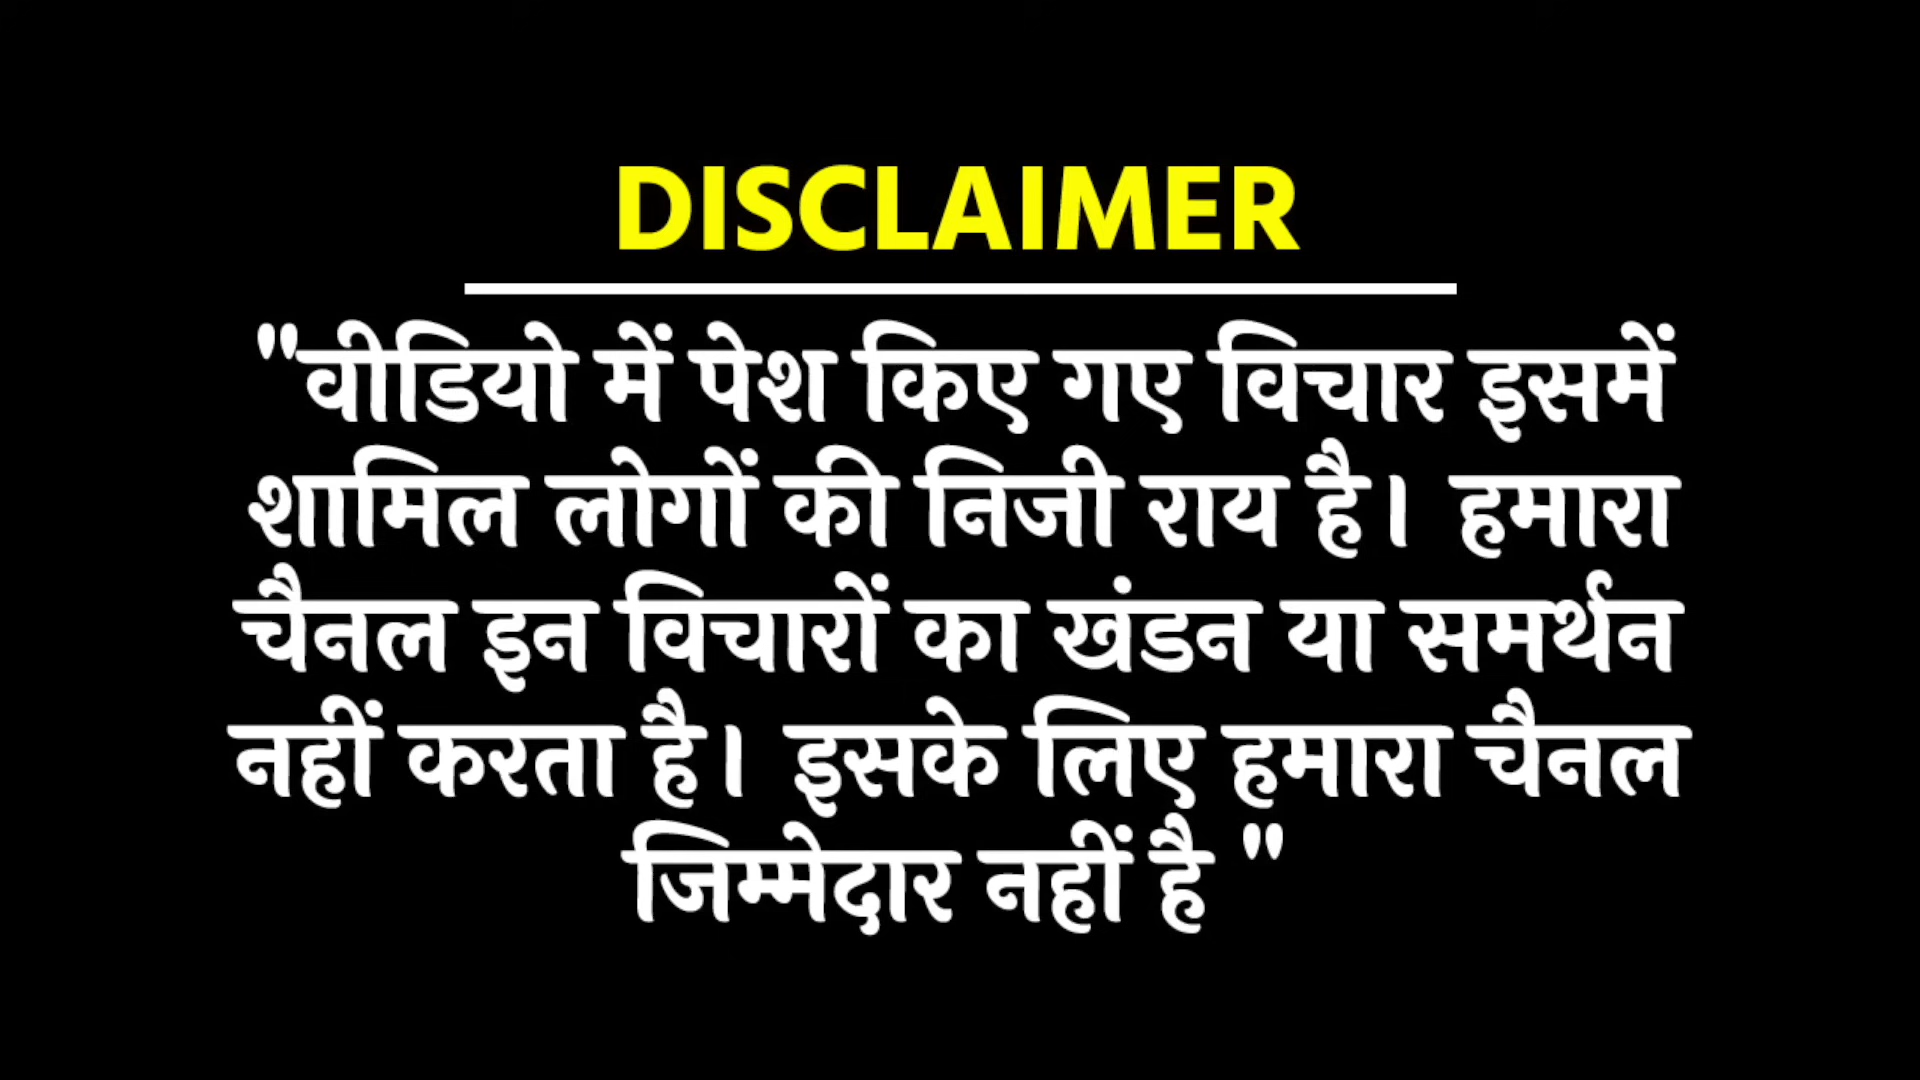 DISCLAIMER
"वीडियो में पेश किए गए विचार इसमें
शामिल लोगों की निजी राय है। हमारा
चैनल इन विचारों का खंडन या समर्थन
नहीं करता है। इसके लिए हमारा चैनल
जिम्मेदार नहीं है "